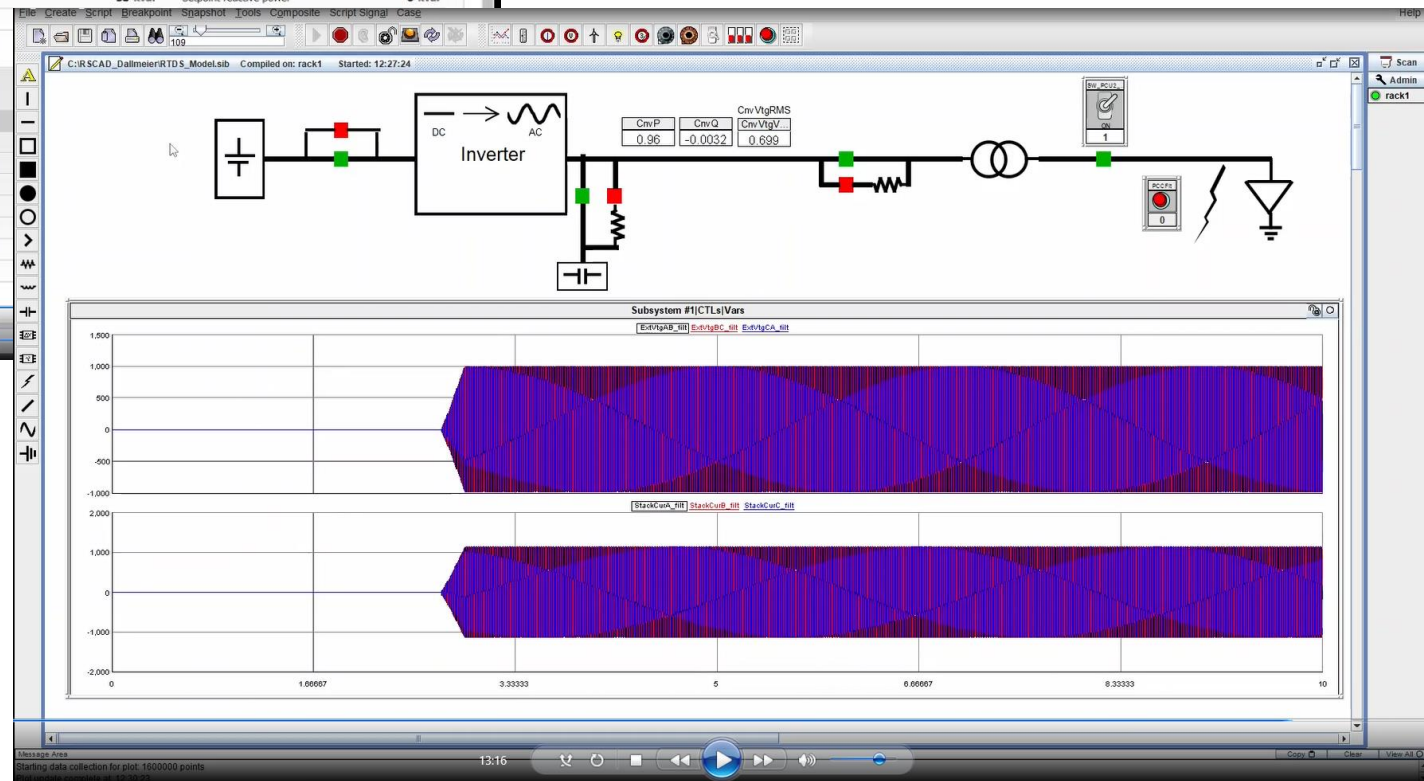 Setpoint reactive power
File Create Script Breakpoint Snapshot Tools Composite Script Signal Case Help
109
C:\RSCAD_Dallmeier\RTDS_Model.sib Compiled on: rack1 Started: 12:27:24
Scan
Admin
rack1
A
DC AC
Inverter
CnvVtgRMS
CnvP CnvQ CnvVtgV...
0.96 -0.0032 0.699
ON
1
0
Subsystem #1|CTLs|Vars
ExtVtgAB_filt ExtVtgBC_filt ExtVtgCA_filt
1,500
1,000
500
0
-500
-1,000
StackCurA_filt StackCurB_filt StackCurC_filt
2,000
1,000
0
-1,000
-2,000
0 1.66667 3.33333 5 6.66667 8.33333 10
Message Area Copy Clear View All
Starting data collection for plot: 1600000 points
13:16